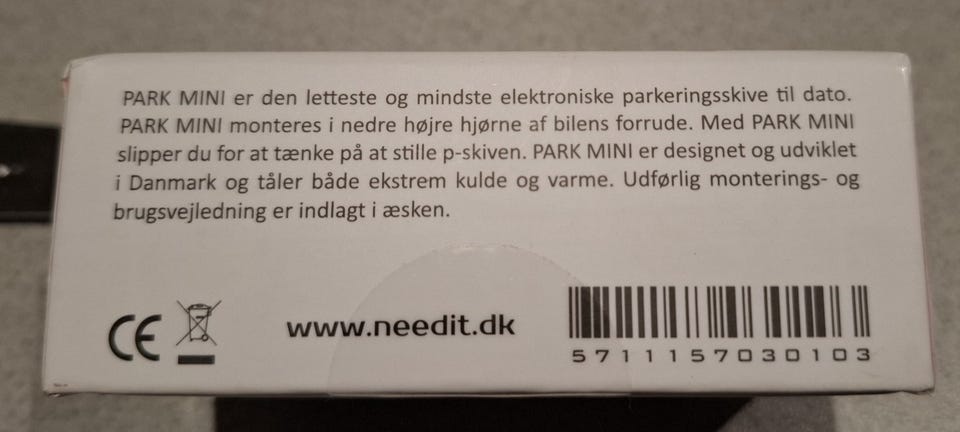 PARK MINI er den letteste og mindste elektroniske parkeringsskive til dato.
PARK MINI monteres i nedre højre hjørne af bilens forrude. Med PARK MINI
slipper du for at tænke på at stille p-skiven. PARK MINI er designet og udviklet
i Danmark og tåler både ekstrem kulde og varme. Udførlig monterings- og
brugsvejledning er indlagt i æsken.
CE
www.needit.dk
5711157030103